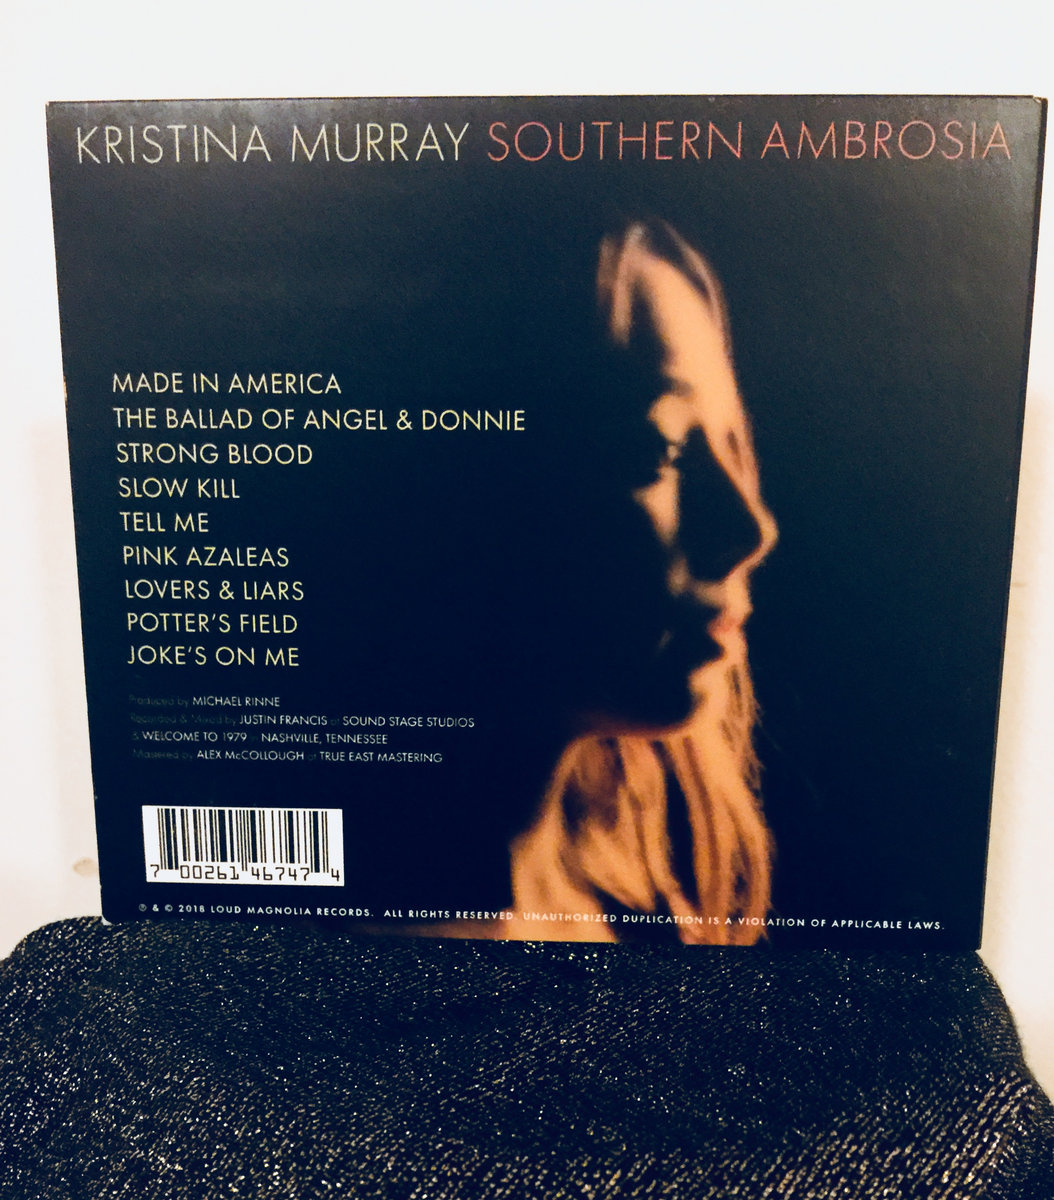 KRISTINA MURRAY SOUTHERN AMBROSIA
MADE IN AMERICA
THE BALLAD OF ANGEL & DONNIE
STRONG BLOOD
SLOW KILL
TELL ME
PINK AZALEAS
LOVERS & LIARS
POTTER'S FIELD
JOKE'S ON ME
Produced by MICHAEL RINNE
Recorded & Mixed by JUSTIN FRANCIS at SOUND STAGE STUDIOS
& WELCOME TO 1979 in NASHVILLE, TENNESSEE
Mastered by ALEX McCOLLOUGH at TRUE EAST MASTERING
7 00261 46747 4
℗ & © 2018 LOUD MAGNOLIA RECORDS. ALL RIGHTS RESERVED. UNAUTHORIZED DUPLICATION IS A VIOLATION OF APPLICABLE LAWS.